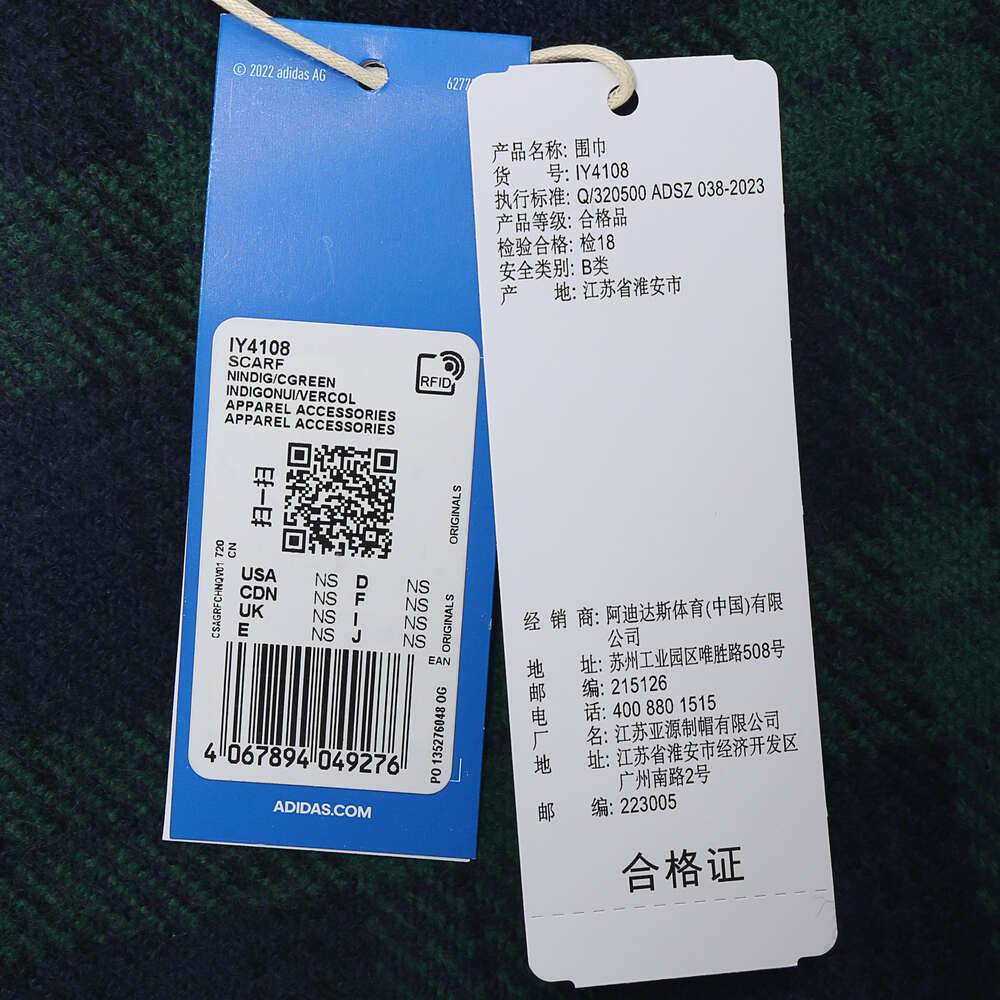 © 2022 adidas AG
IY4108
SCARF
NINDIG/CGREEN
INDIGONUI/VERCOL
APPAREL ACCESSORIES
APPAREL ACCESSORIES
RFID
扫一扫
ORIGINALS
CSAGRFCHNQV01 720
CN
USA NS D NS
CDN NS F NS
UK NS I NS
E NS J NS
ORIGINALS
EAN
PO 135276048 OG
4 067894 049276
ADIDAS.COM
产品名称: 围巾
货 号: IY4108
执行标准: Q/320500 ADSZ 038-2023
产品等级: 合格品
检验合格: 检18
安全类别: B类
产 地: 江苏省淮安市
经 销 商: 阿迪达斯体育(中国)有限
公司
地 址: 苏州工业园区唯胜路508号
邮 编: 215126
电 话: 400 880 1515
厂 名: 江苏亚源制帽有限公司
地 址: 江苏省淮安市经济开发区
广州南路2号
邮 编: 223005
合格证